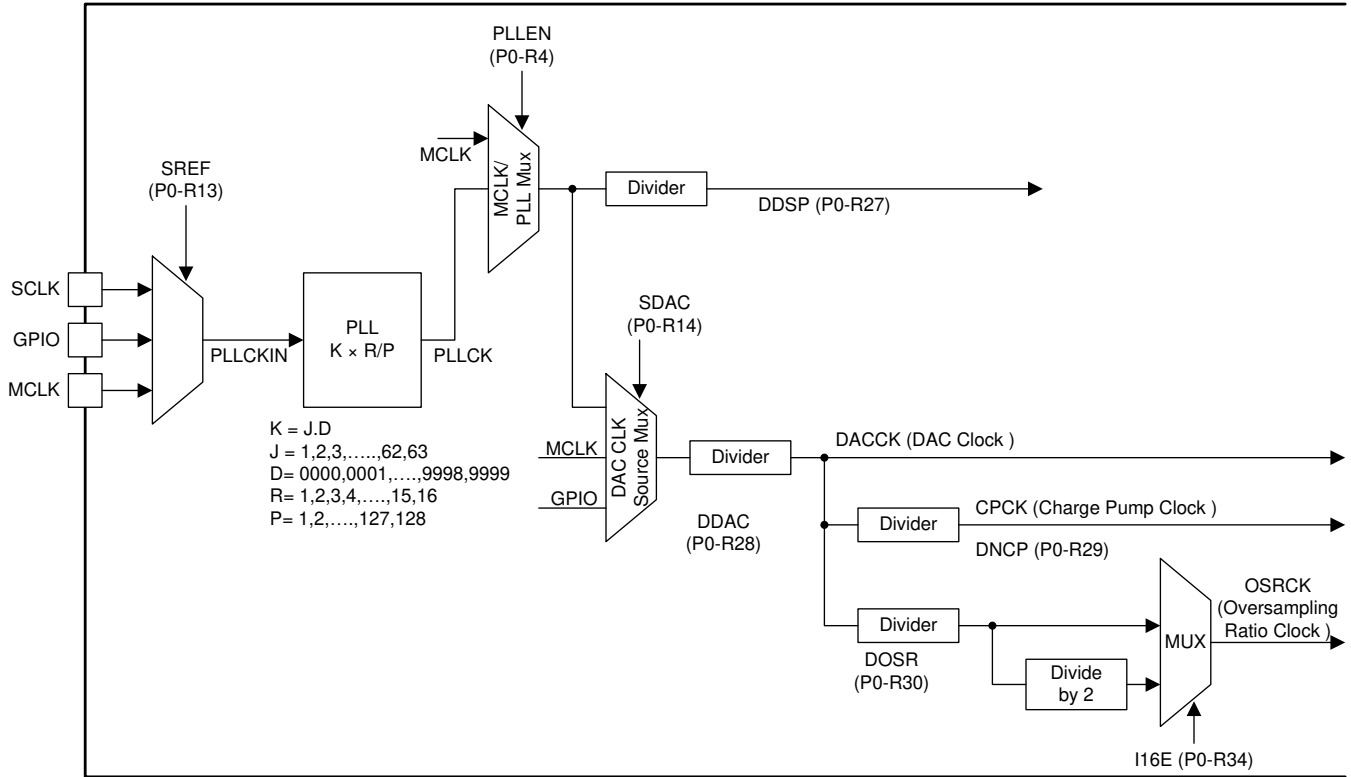 PLLEN
(P0-R4)
MCLK
MCLK/
PLL Mux
SREF
(P0-R13)
Divider
DDSP (P0-R27)
SCLK
GPIO
MCLK
PLLCKIN
PLL
K × R/P
PLLCK
SDAC
(P0-R14)
K = J.D
J = 1,2,3,…..,62,63
D= 0000,0001,….,9998,9999
R= 1,2,3,4,….,15,16
P= 1,2,….,127,128
MCLK
GPIO
DAC CLK
Source Mux
Divider
DDAC
(P0-R28)
DACCK (DAC Clock )
CPCK (Charge Pump Clock )
Divider
DNCP (P0-R29)
Divider
DOSR
(P0-R30)
Divide
by 2
MUX
OSRCK
(Oversampling
Ratio Clock )
I16E (P0-R34)